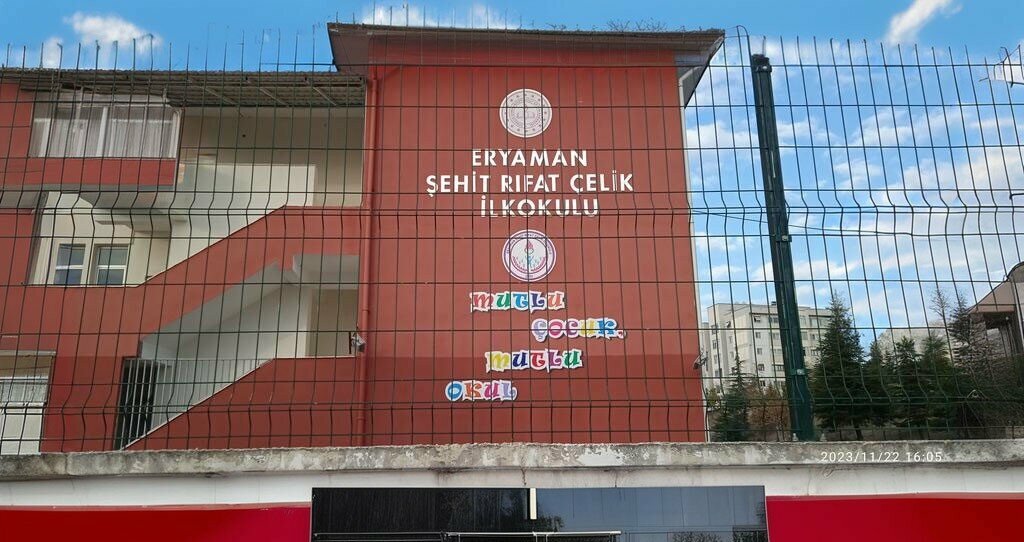 ERYAMAN
ŞEHİT RIFAT ÇELİK
İLKOKULU
MUTLU
ÇOCUK,
MUTLU
OKUL
2023/11/22 16:05